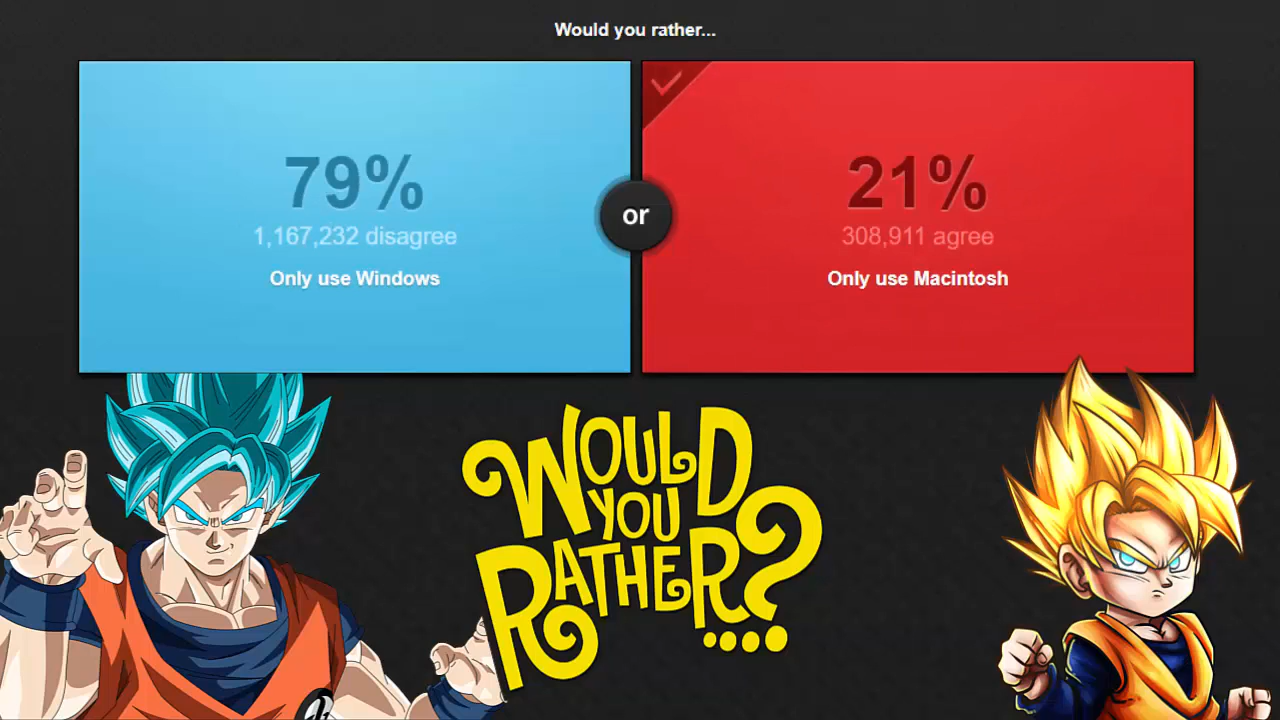 Would you rather...
79%
1,167,232 disagree
Only use Windows
or
21%
308,911 agree
Only use Macintosh
WOULD
YOU
RATHER....?